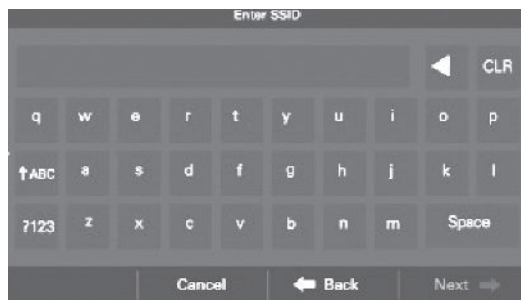 Enter SSID
CLR
q w e r t y u i o p
↑ABC a s d f g h j k l
?123 z x c v b n m Space
Cancel Back Next